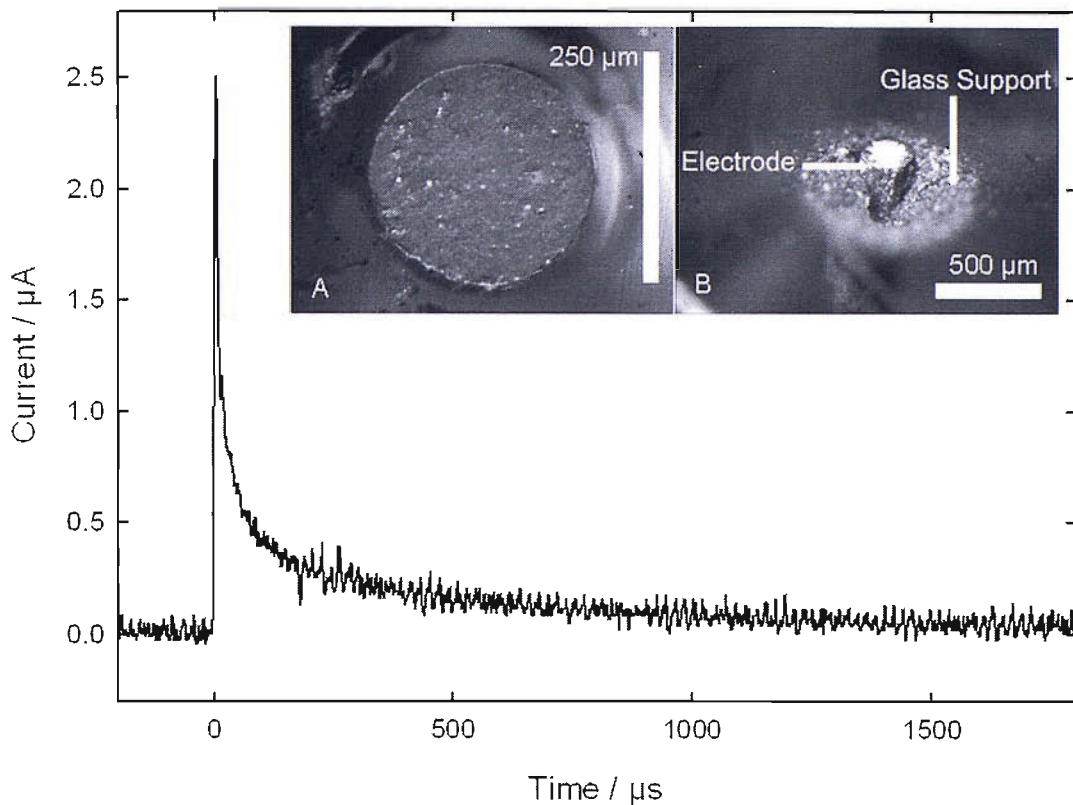 250 µm
A
Glass Support
Electrode
500 µm
B
Current / µA
2.5
2.0
1.5
1.0
0.5
0.0
0
500
1000
1500
Time / µs